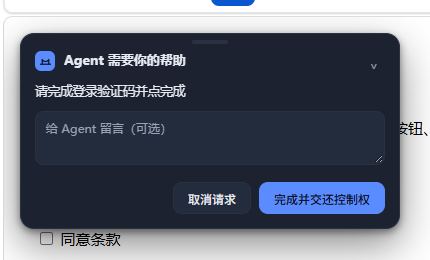 Agent 需要你的帮助
请完成登录验证码并点完成
给 Agent 留言（可选）
按钮、
取消请求
完成并交还控制权
同意条款